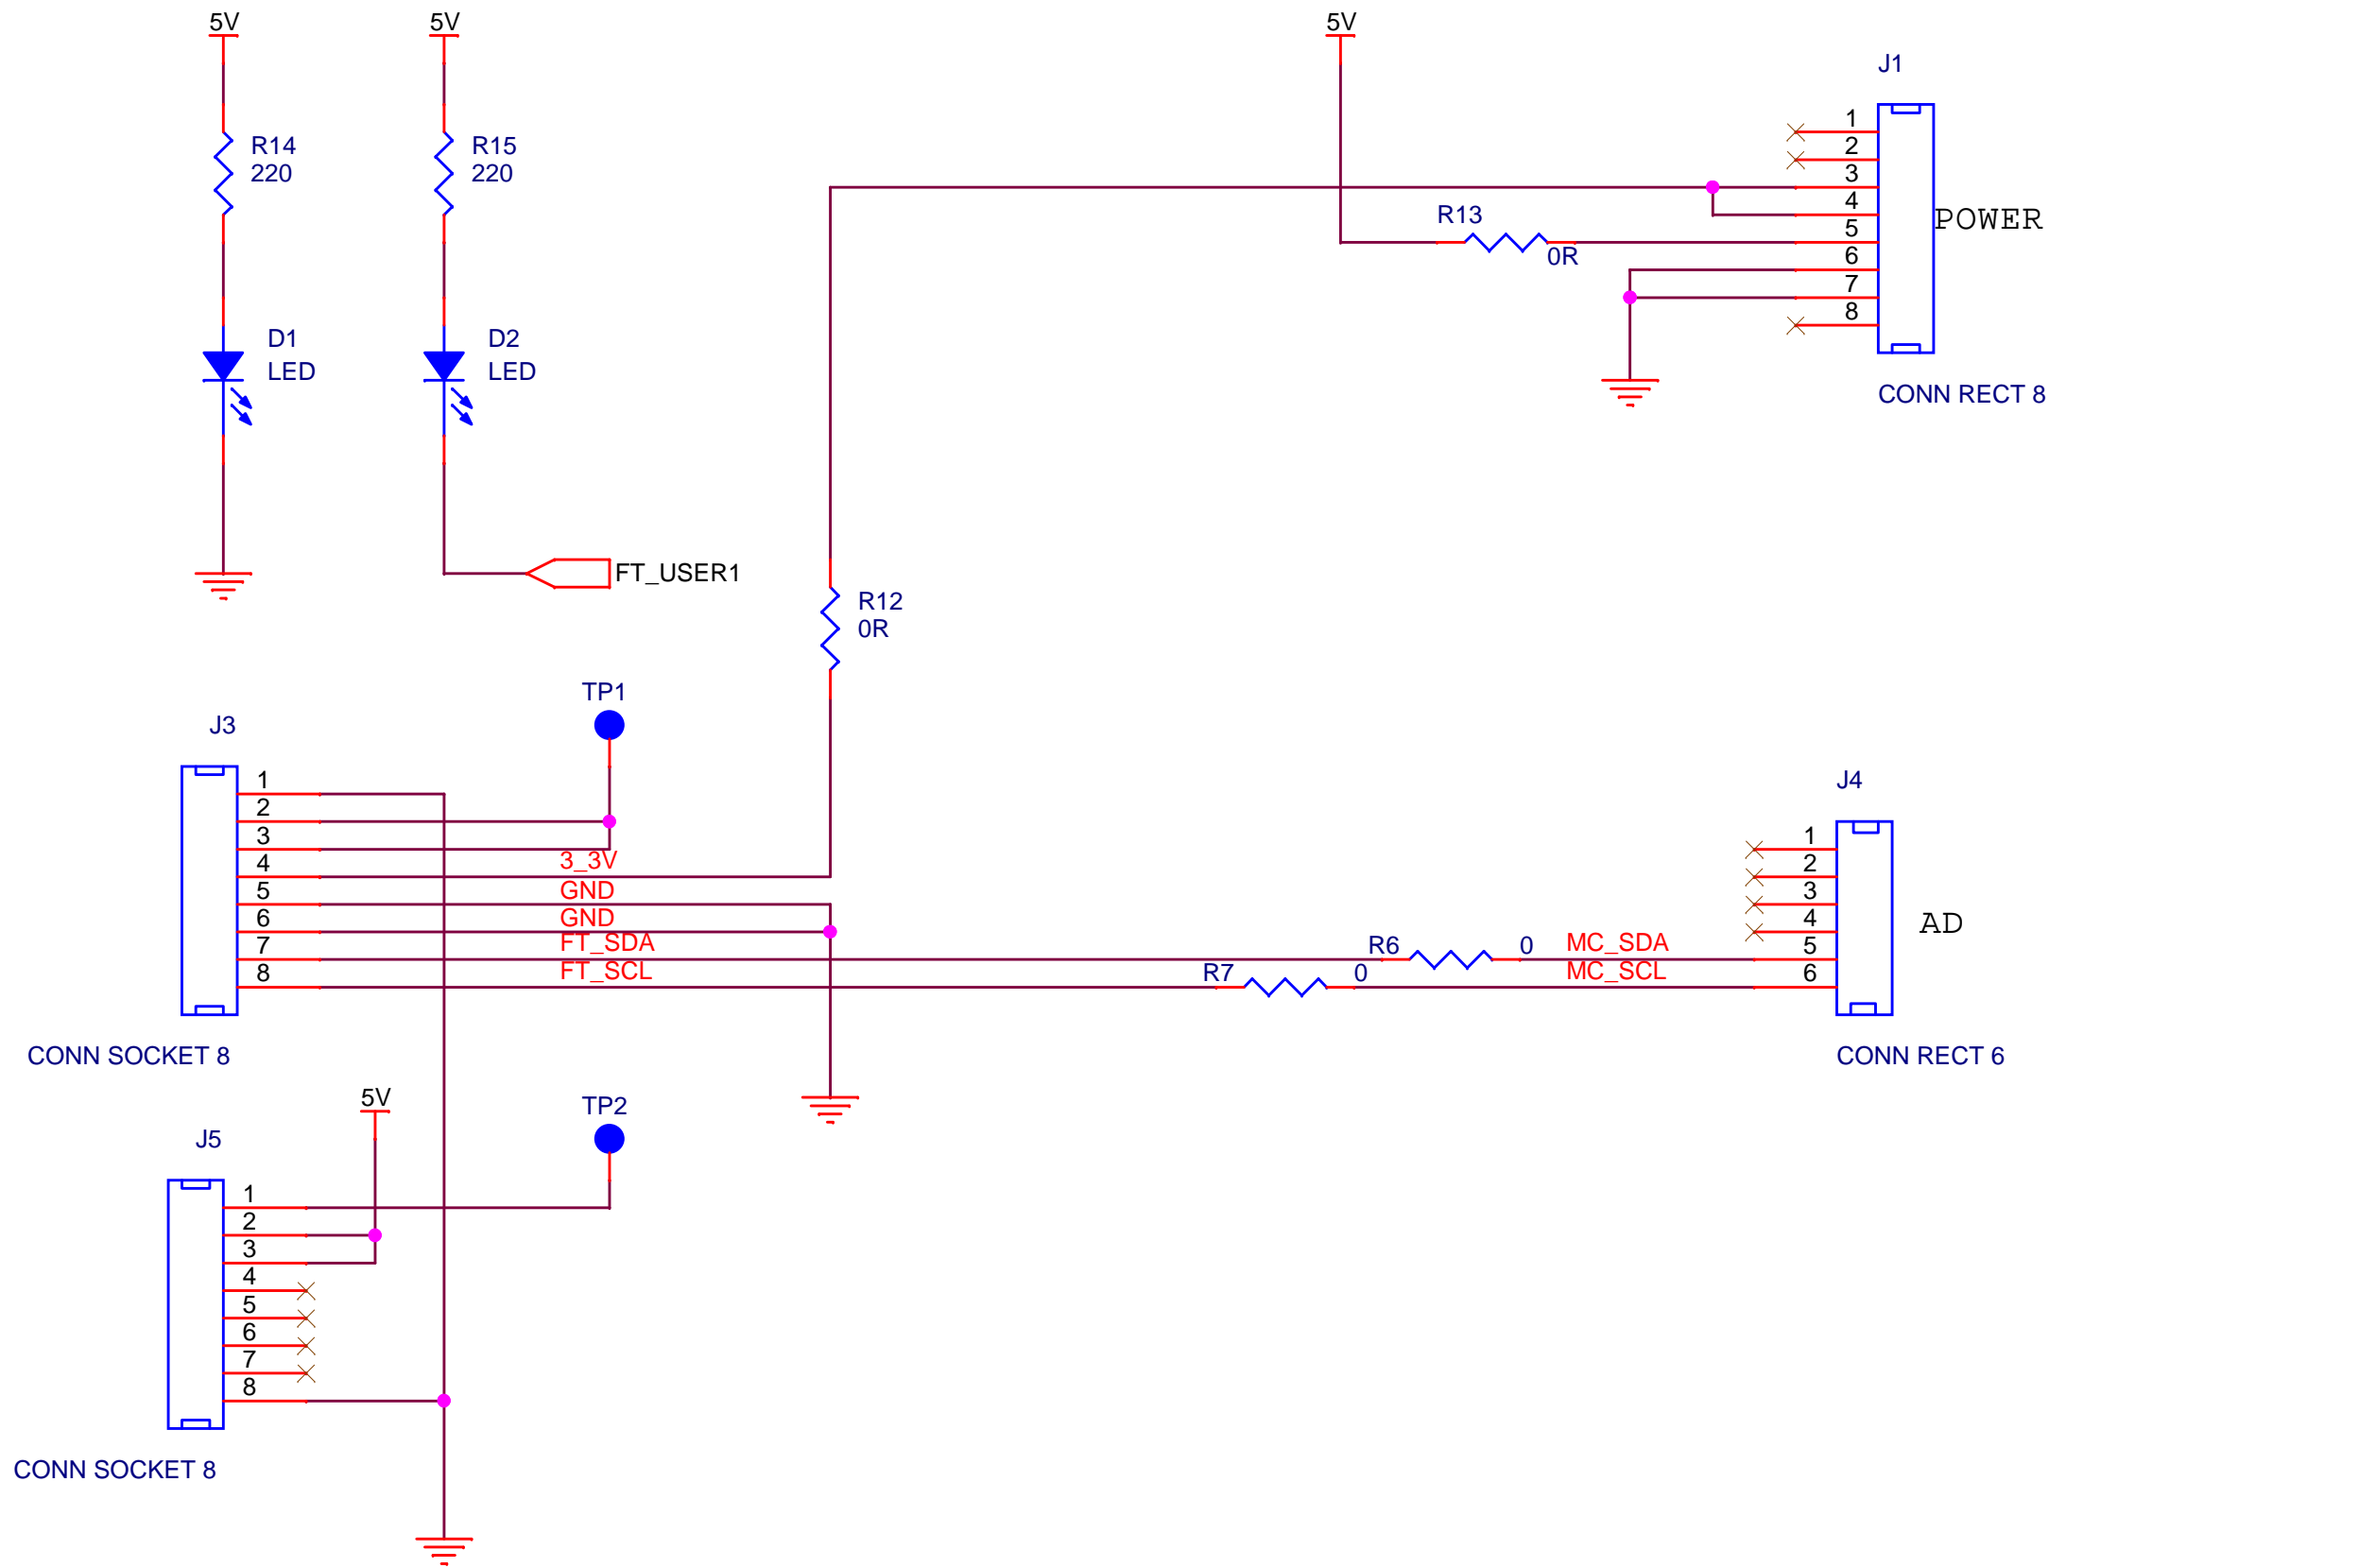 5V
5V
5V
J1
R14
220
R15
220
1
2
3
4
5
6
7
8
POWER
R13
0R
CONN RECT 8
D1
LED
D2
LED
FT_USER1
R12
0R
TP1
J3
1
2
3
4
5
6
7
8
3_3V
GND
GND
FT_SDA
FT_SCL
CONN SOCKET 8
R6
0
MC_SDA
R7
0
MC_SCL
J4
1
2
3
4
5
6
AD
CONN RECT 6
5V
TP2
J5
1
2
3
4
5
6
7
8
CONN SOCKET 8